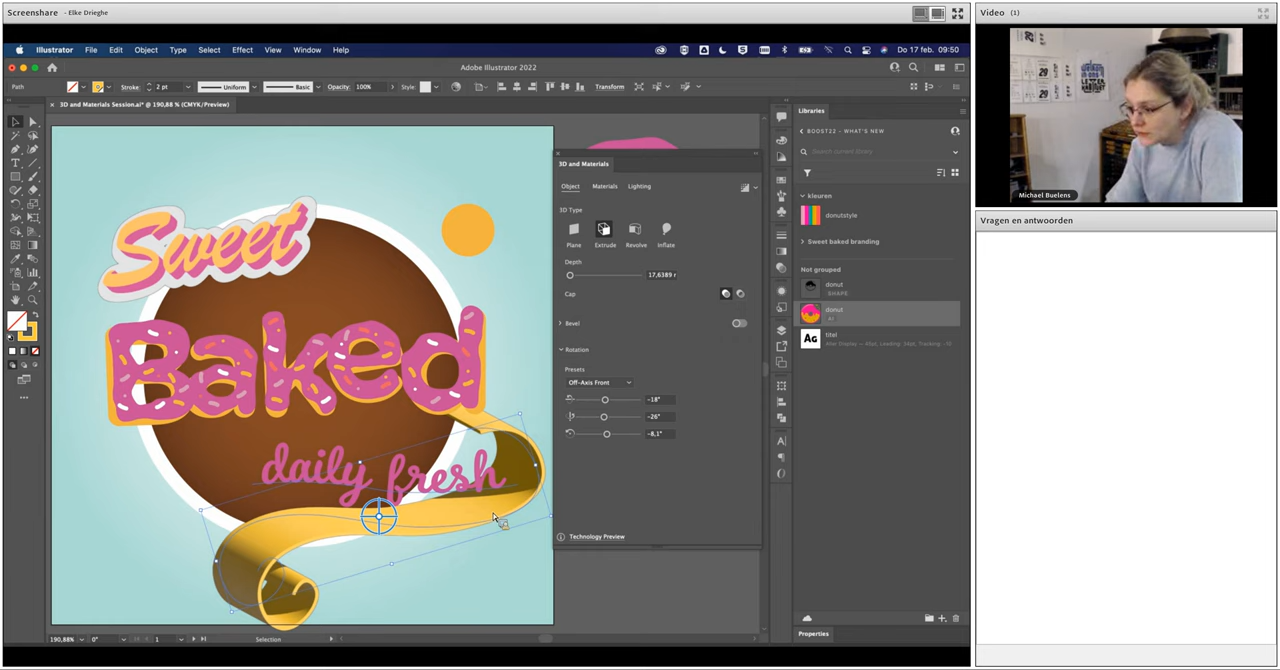 Screenshare - Elke Drieghe
Video (1)
Illustrator File Edit Object Type Select Effect View Window Help
Do 17 feb. 09:50
Adobe Illustrator 2022
Path
Stroke: 2 pt
Uniform
Basic
Opacity: 100%
Style:
Transform
3D and Materials Session.ai* @ 190,88 % (CMYK/Preview)
Sweet
Baked
daily fresh
3D and Materials
Object Materials Lighting
3D Type
Plane Extrude Revolve Inflate
Depth
17,6389
Cap
Bevel
Rotation
Presets
Off-Axis Front
-18°
-26°
-8,1°
Technology Preview
190,88%
0°
1
Selection
Libraries
BOOST22 - WHAT'S NEW
Search current library
kleuren
donutstyle
Sweet baked branding
Not grouped
donut
SHAPE
donut
AI
Ag
titel
Properties
Michael Buelens
Vragen en antwoorden